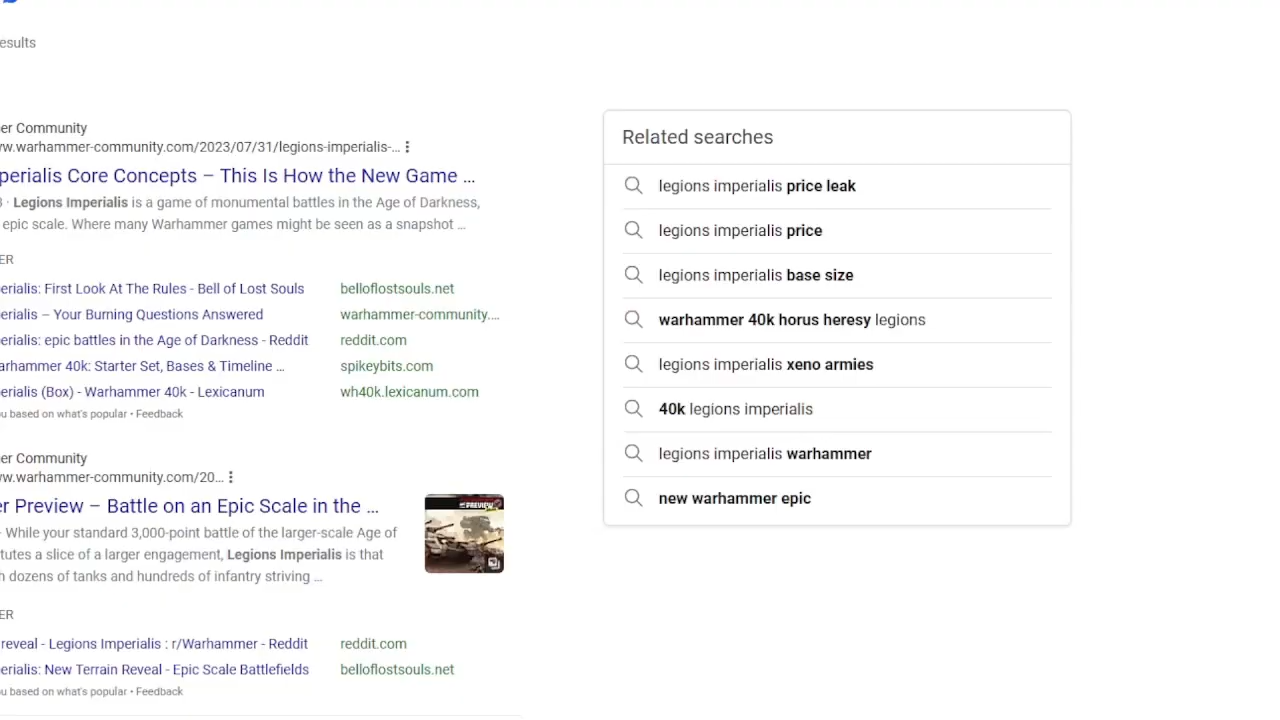 esults
er Community
ww.warhammer-community.com/2023/07/31/legions-imperialis-...
perialis Core Concepts – This Is How the New Game ...
3 · Legions Imperialis is a game of monumental battles in the Age of Darkness,
epic scale. Where many Warhammer games might be seen as a snapshot ...
ER
erialis: First Look At The Rules - Bell of Lost Souls belloflostsouls.net
erialis – Your Burning Questions Answered warhammer-community....
erialis: epic battles in the Age of Darkness - Reddit reddit.com
arhammer 40k: Starter Set, Bases & Timeline ... spikeybits.com
erialis (Box) - Warhammer 40k - Lexicanum wh40k.lexicanum.com
u based on what's popular • Feedback
er Community
ww.warhammer-community.com/20...
er Preview – Battle on an Epic Scale in the ...
· While your standard 3,000-point battle of the larger-scale Age of
tutes a slice of a larger engagement, Legions Imperialis is that
h dozens of tanks and hundreds of infantry striving ...
PREVIEW
ER
reveal - Legions Imperialis : r/Warhammer - Reddit reddit.com
erialis: New Terrain Reveal - Epic Scale Battlefields belloflostsouls.net
u based on what's popular • Feedback
Related searches
legions imperialis price leak
legions imperialis price
legions imperialis base size
warhammer 40k horus heresy legions
legions imperialis xeno armies
40k legions imperialis
legions imperialis warhammer
new warhammer epic